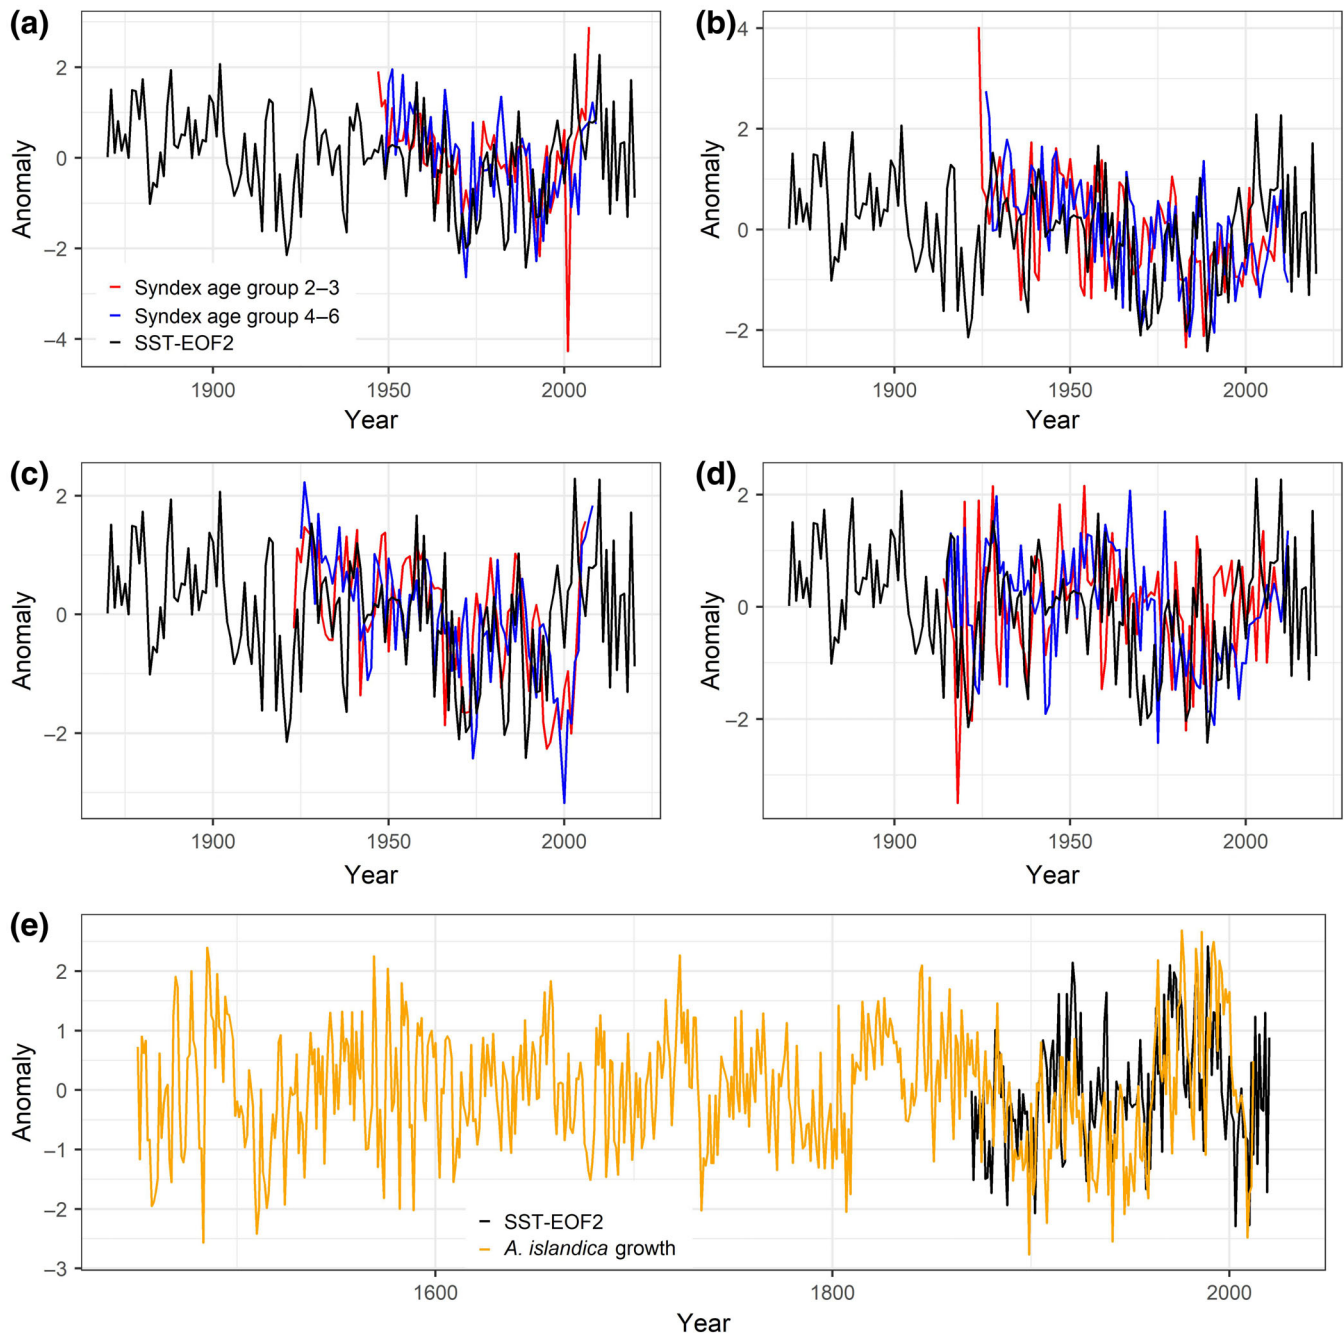 (a)
Anomaly
2
0
−2
−4
Syndex age group 2–3
Syndex age group 4–6
SST-EOF2
1900
1950
2000
Year
(b)
Anomaly
4
2
0
−2
1900
1950
2000
Year
(c)
Anomaly
2
0
−2
1900
1950
2000
Year
(d)
Anomaly
2
0
−2
1900
1950
2000
Year
(e)
Anomaly
2
1
0
−1
−2
−3
SST-EOF2
A. islandica growth
1600
1800
2000
Year